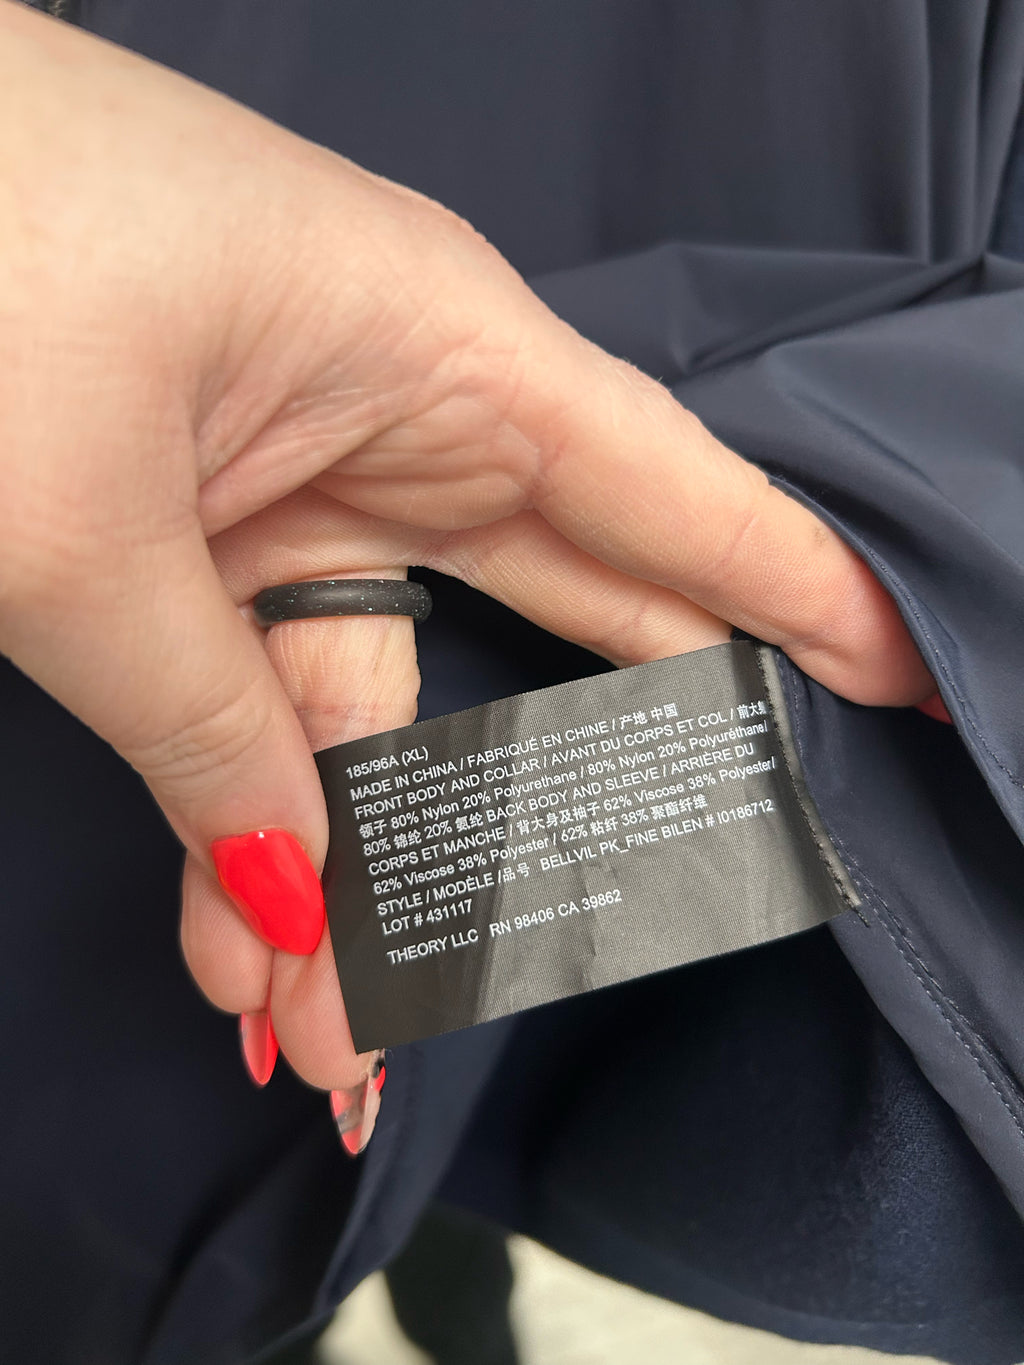 185/96A (XL)
MADE IN CHINA / FABRIQUÉ EN CHINE / 产地 中国
FRONT BODY AND COLLAR / AVANT DU CORPS ET COL / 前大身
领子 80% Nylon 20% Polyurethane / 80% Nylon 20% Polyuréthane/
80% 锦纶 20% 氨纶 BACK BODY AND SLEEVE / ARRIÈRE DU
CORPS ET MANCHE / 背大身及柚子 62% Viscose 38% Polyester/
62% Viscose 38% Polyester / 62% 粘纤 38% 聚酯纤维
STYLE / MODÈLE /品号 BELLVIL PK_FINE BILEN # I0186712
LOT # 431117
THEORY LLC RN 98406 CA 39862